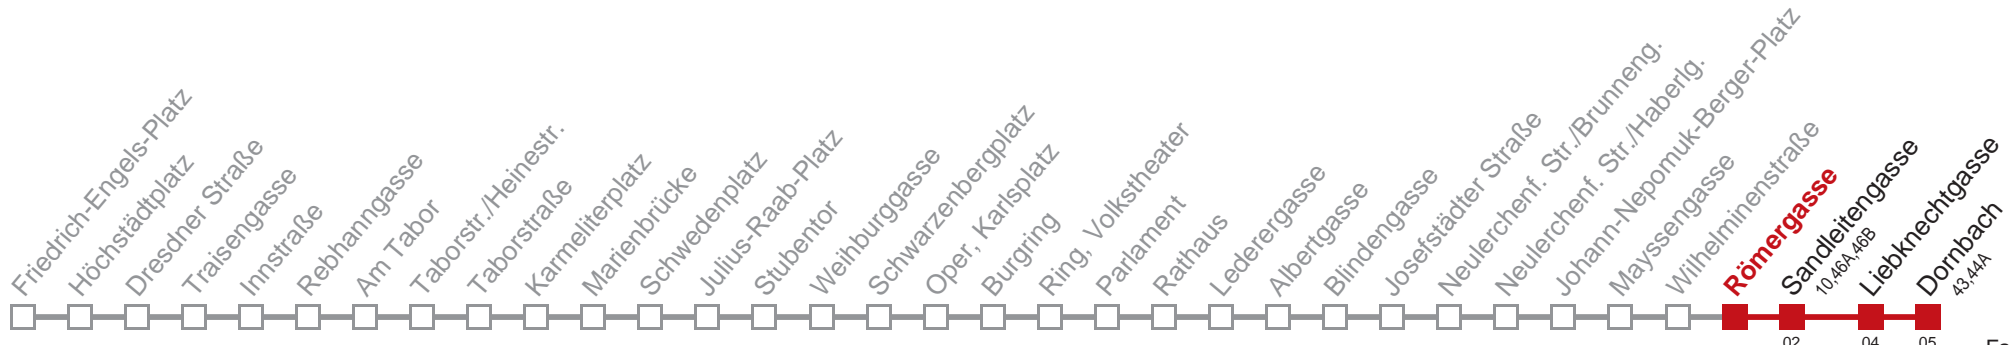 Friedrich-Engels-Platz
Höchstädtplatz
Dresdner Straße
Traisengasse
Innstraße
Rebhanngasse
Am Tabor
Taborstr./Heinestr.
Taborstraße
Karmeliterplatz
Marienbrücke
Schwedenplatz
Julius-Raab-Platz
Stubentor
Weihburggasse
Schwarzenbergplatz
Oper, Karlsplatz
Burgring
Ring, Volkstheater
Parlament
Rathaus
Lederergasse
Albertgasse
Blindengasse
Josefstädter Straße
Neulerchenf. Str./Brunneng.
Neulerchenf. Str./Haberlg.
Johann-Nepomuk-Berger-Platz
Mayssengasse
Wilhelminenstraße
Römergasse
Sandleitengasse
10,46A,46B
Liebknechtgasse
Dornbach
43,44A
02 04 05